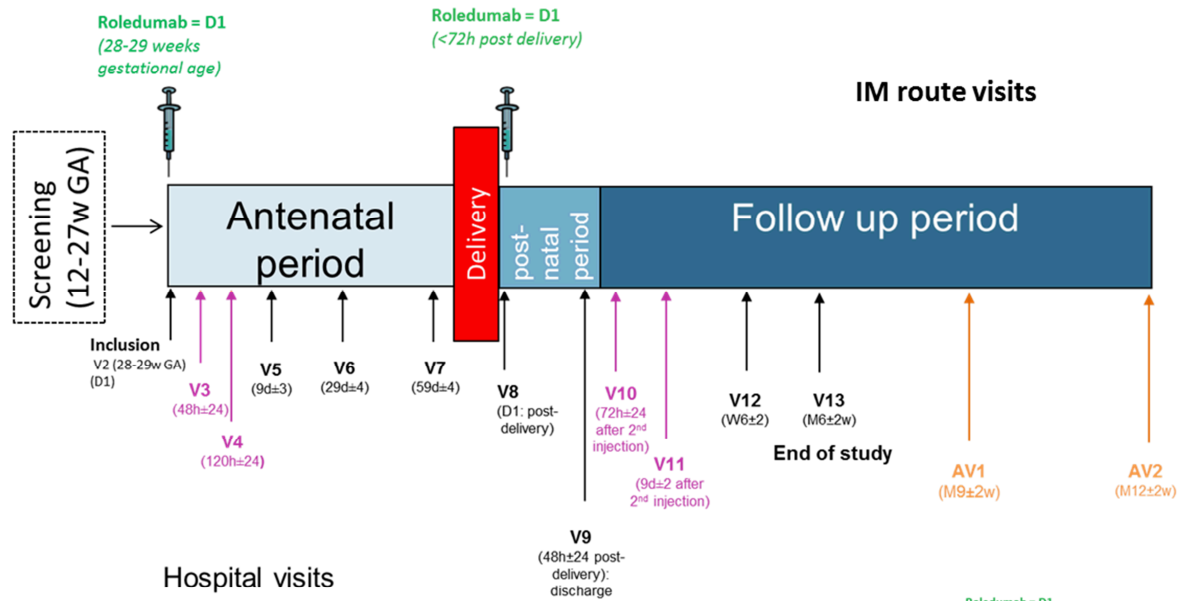 Roledumab = D1
(28-29 weeks
gestational age)
Roledumab = D1
(<72h post delivery)
IM route visits
Screening
(12-27w GA)
Antenatal
period
Delivery
post-
natal
period
Follow up period
Inclusion
V2 (28-29w GA)
(D1)
V3
(48h±24)
V4
(120h±24)
V5
(9d±3)
V6
(29d±4)
V7
(59d±4)
V8
(D1: post-
delivery)
V9
(48h±24 post-
delivery):
discharge
V10
(72h±24
after 2nd
injection)
V11
(9d±2 after
2nd injection)
V12
(W6±2)
V13
(M6±2w)
End of study
AV1
(M9±2w)
AV2
(M12±2w)
Hospital visits
Roledumab = D1